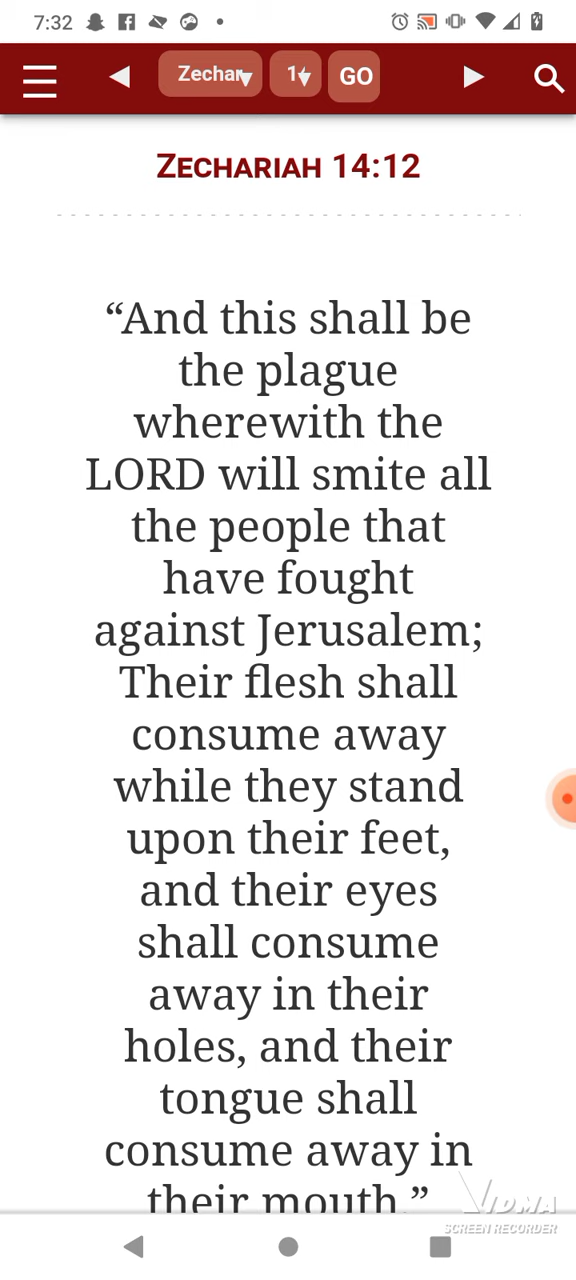 7:32
Zechar 1
GO
ZECHARIAH 14:12
“And this shall be
the plague
wherewith the
LORD will smite all
the people that
have fought
against Jerusalem;
Their flesh shall
consume away
while they stand
upon their feet,
and their eyes
shall consume
away in their
holes, and their
tongue shall
consume away in
their mouth.”
VIDMA
SCREEN RECORDER